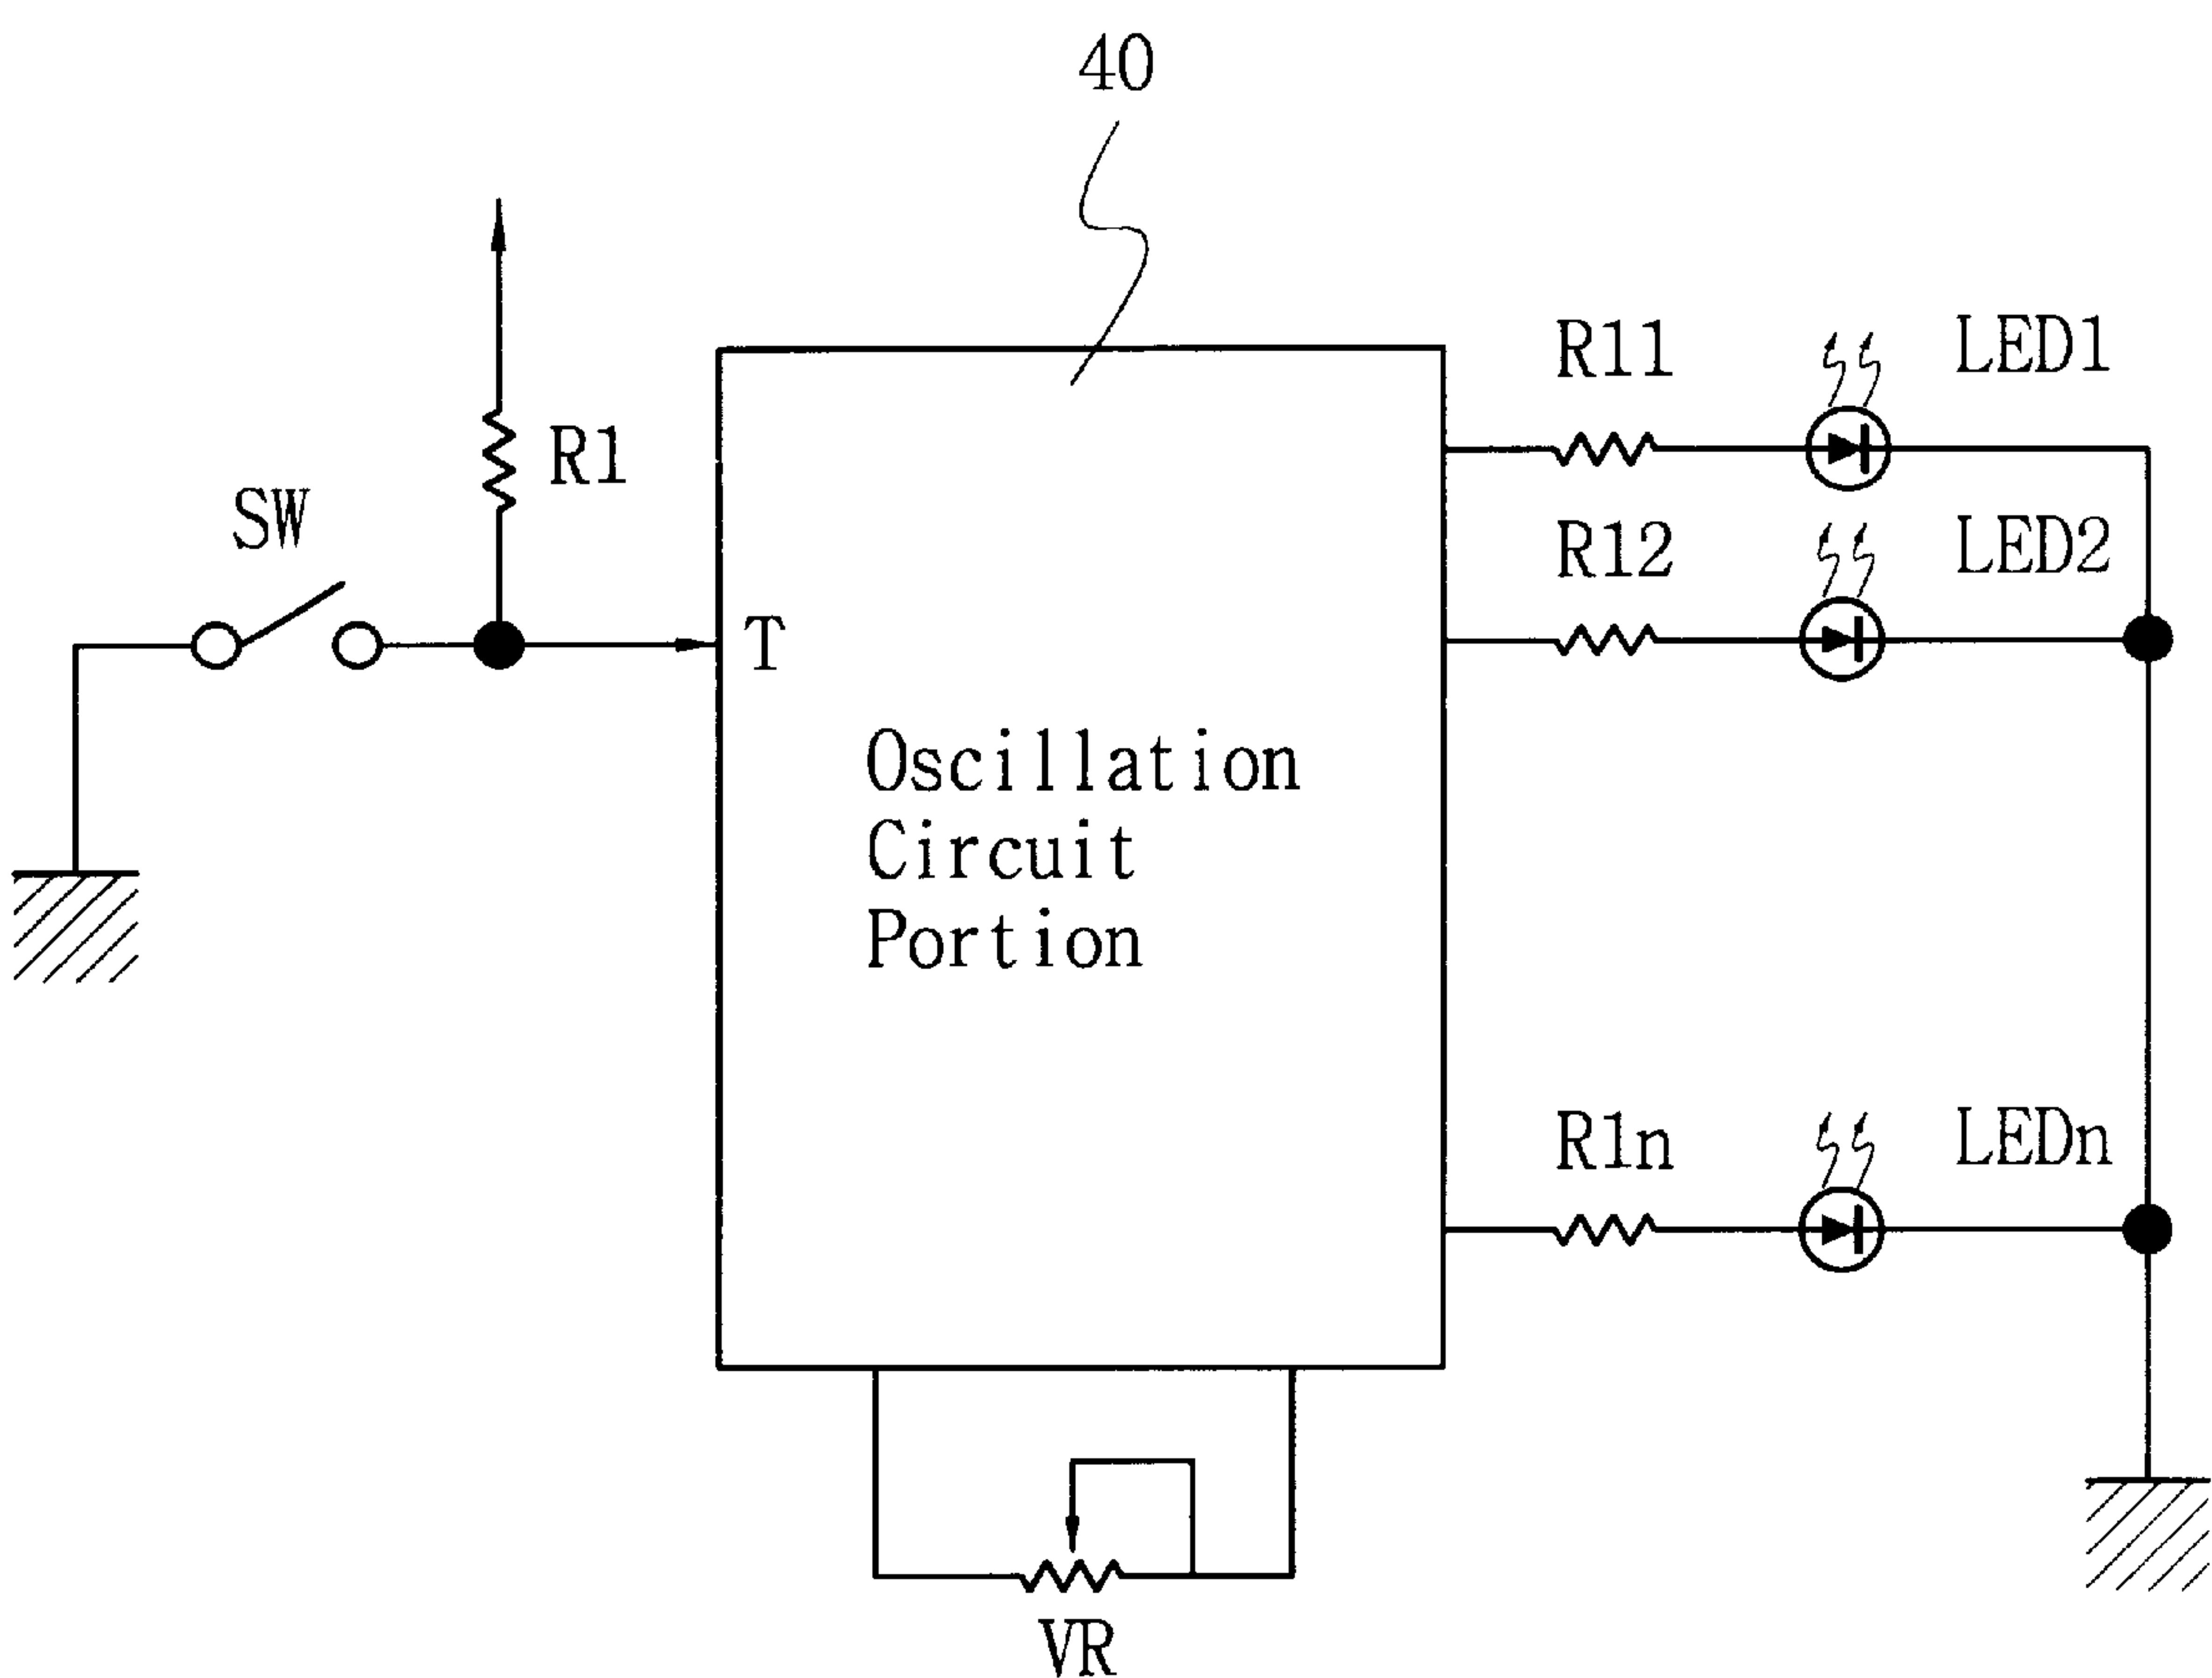 40
R11
LED1
R1
SW
R12
LED2
T
Oscillation
Circuit
Portion
R1n
LEDn
VR